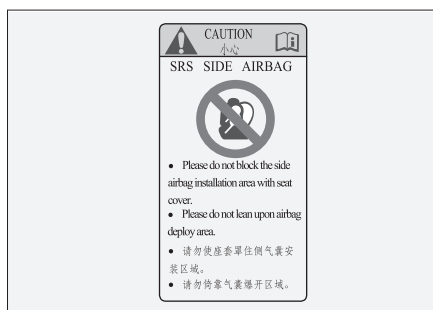 CAUTION
小心
SRS SIDE AIRBAG
● Please do not block the side
airbag installation area with seat
cover.
● Please do not lean upon airbag
deploy area.
● 请勿使座套罩住侧气囊安
装区域。
● 请勿倚靠气囊爆开区域。